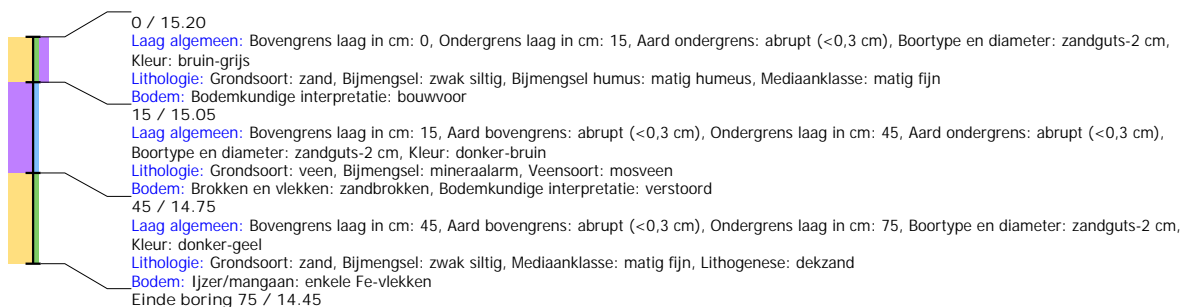 0 / 15.20
Laag algemeen: Bovengrens laag in cm: 0, Ondergrens laag in cm: 15, Aard ondergrens: abrupt (<0,3 cm), Boortype en diameter: zandguts-2 cm,
Kleur: bruin-grijs
Lithologie: Grondsoort: zand, Bijmengsel: zwak siltig, Bijmengsel humus: matig humeus, Mediaanklasse: matig fijn
Bodem: Bodemkundige interpretatie: bouwvoor
15 / 15.05
Laag algemeen: Bovengrens laag in cm: 15, Aard bovengrens: abrupt (<0,3 cm), Ondergrens laag in cm: 45, Aard ondergrens: abrupt (<0,3 cm),
Boortype en diameter: zandguts-2 cm, Kleur: donker-bruin
Lithologie: Grondsoort: veen, Bijmengsel: mineraalarm, Veensoort: mosveen
Bodem: Brokken en vlekken: zandbrokken, Bodemkundige interpretatie: verstoord
45 / 14.75
Laag algemeen: Bovengrens laag in cm: 45, Aard bovengrens: abrupt (<0,3 cm), Ondergrens laag in cm: 75, Boortype en diameter: zandguts-2 cm,
Kleur: donker-geel
Lithologie: Grondsoort: zand, Bijmengsel: zwak siltig, Mediaanklasse: matig fijn, Lithogenese: dekzand
Bodem: Ijzer/mangaan: enkele Fe-vlekken
Einde boring 75 / 14.45